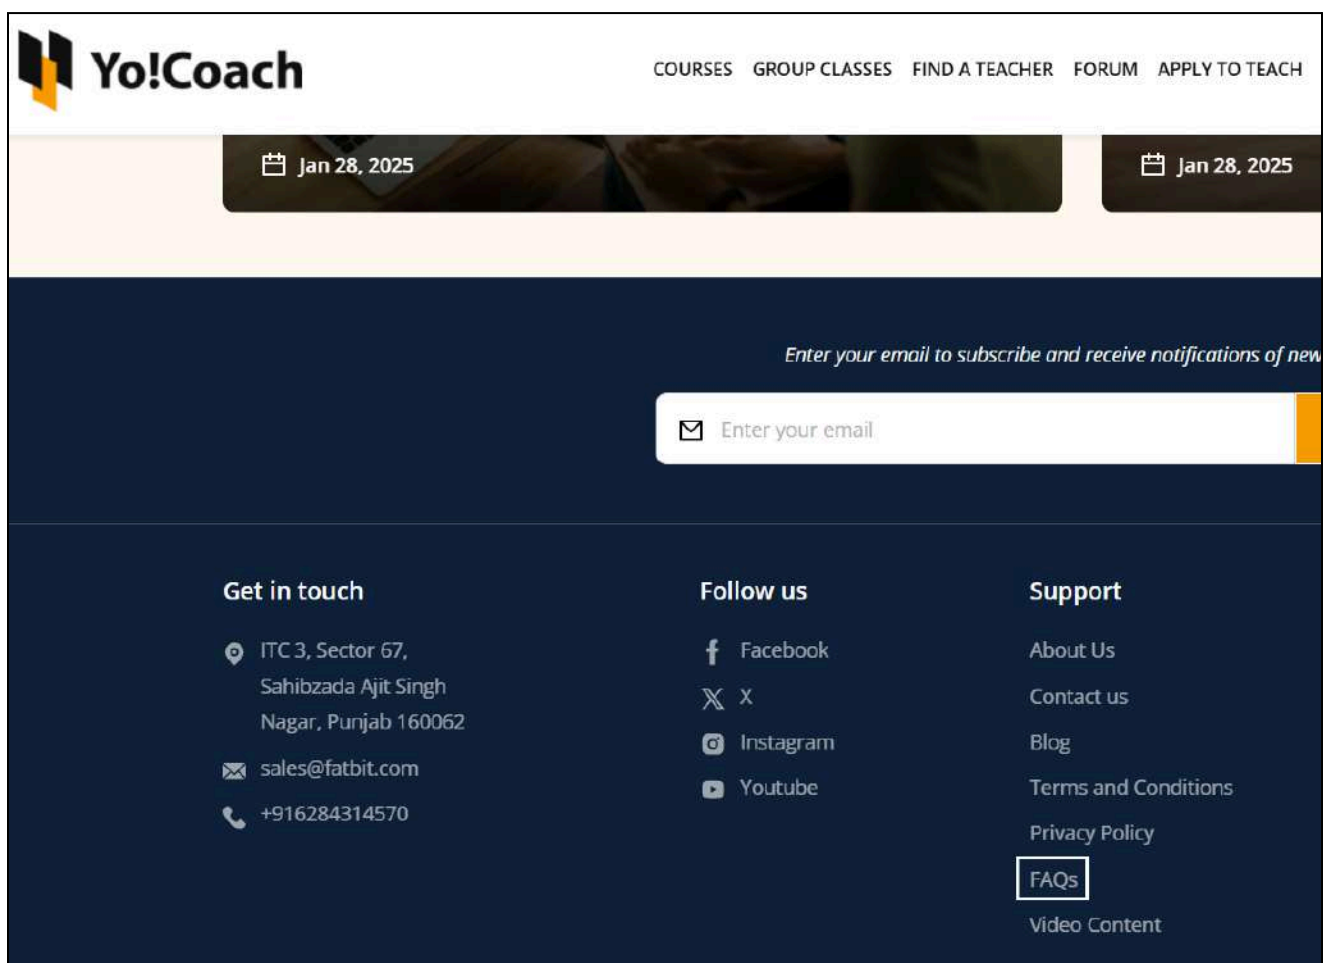 Yo!Coach
COURSES GROUP CLASSES FIND A TEACHER FORUM APPLY TO TEACH
Jan 28, 2025
Jan 28, 2025
Enter your email to subscribe and receive notifications of new
Enter your email
Get in touch
ITC 3, Sector 67,
Sahibzada Ajit Singh
Nagar, Punjab 160062
sales@fatbit.com
+916284314570
Follow us
Facebook
X
Instagram
Youtube
Support
About Us
Contact us
Blog
Terms and Conditions
Privacy Policy
FAQs
Video Content